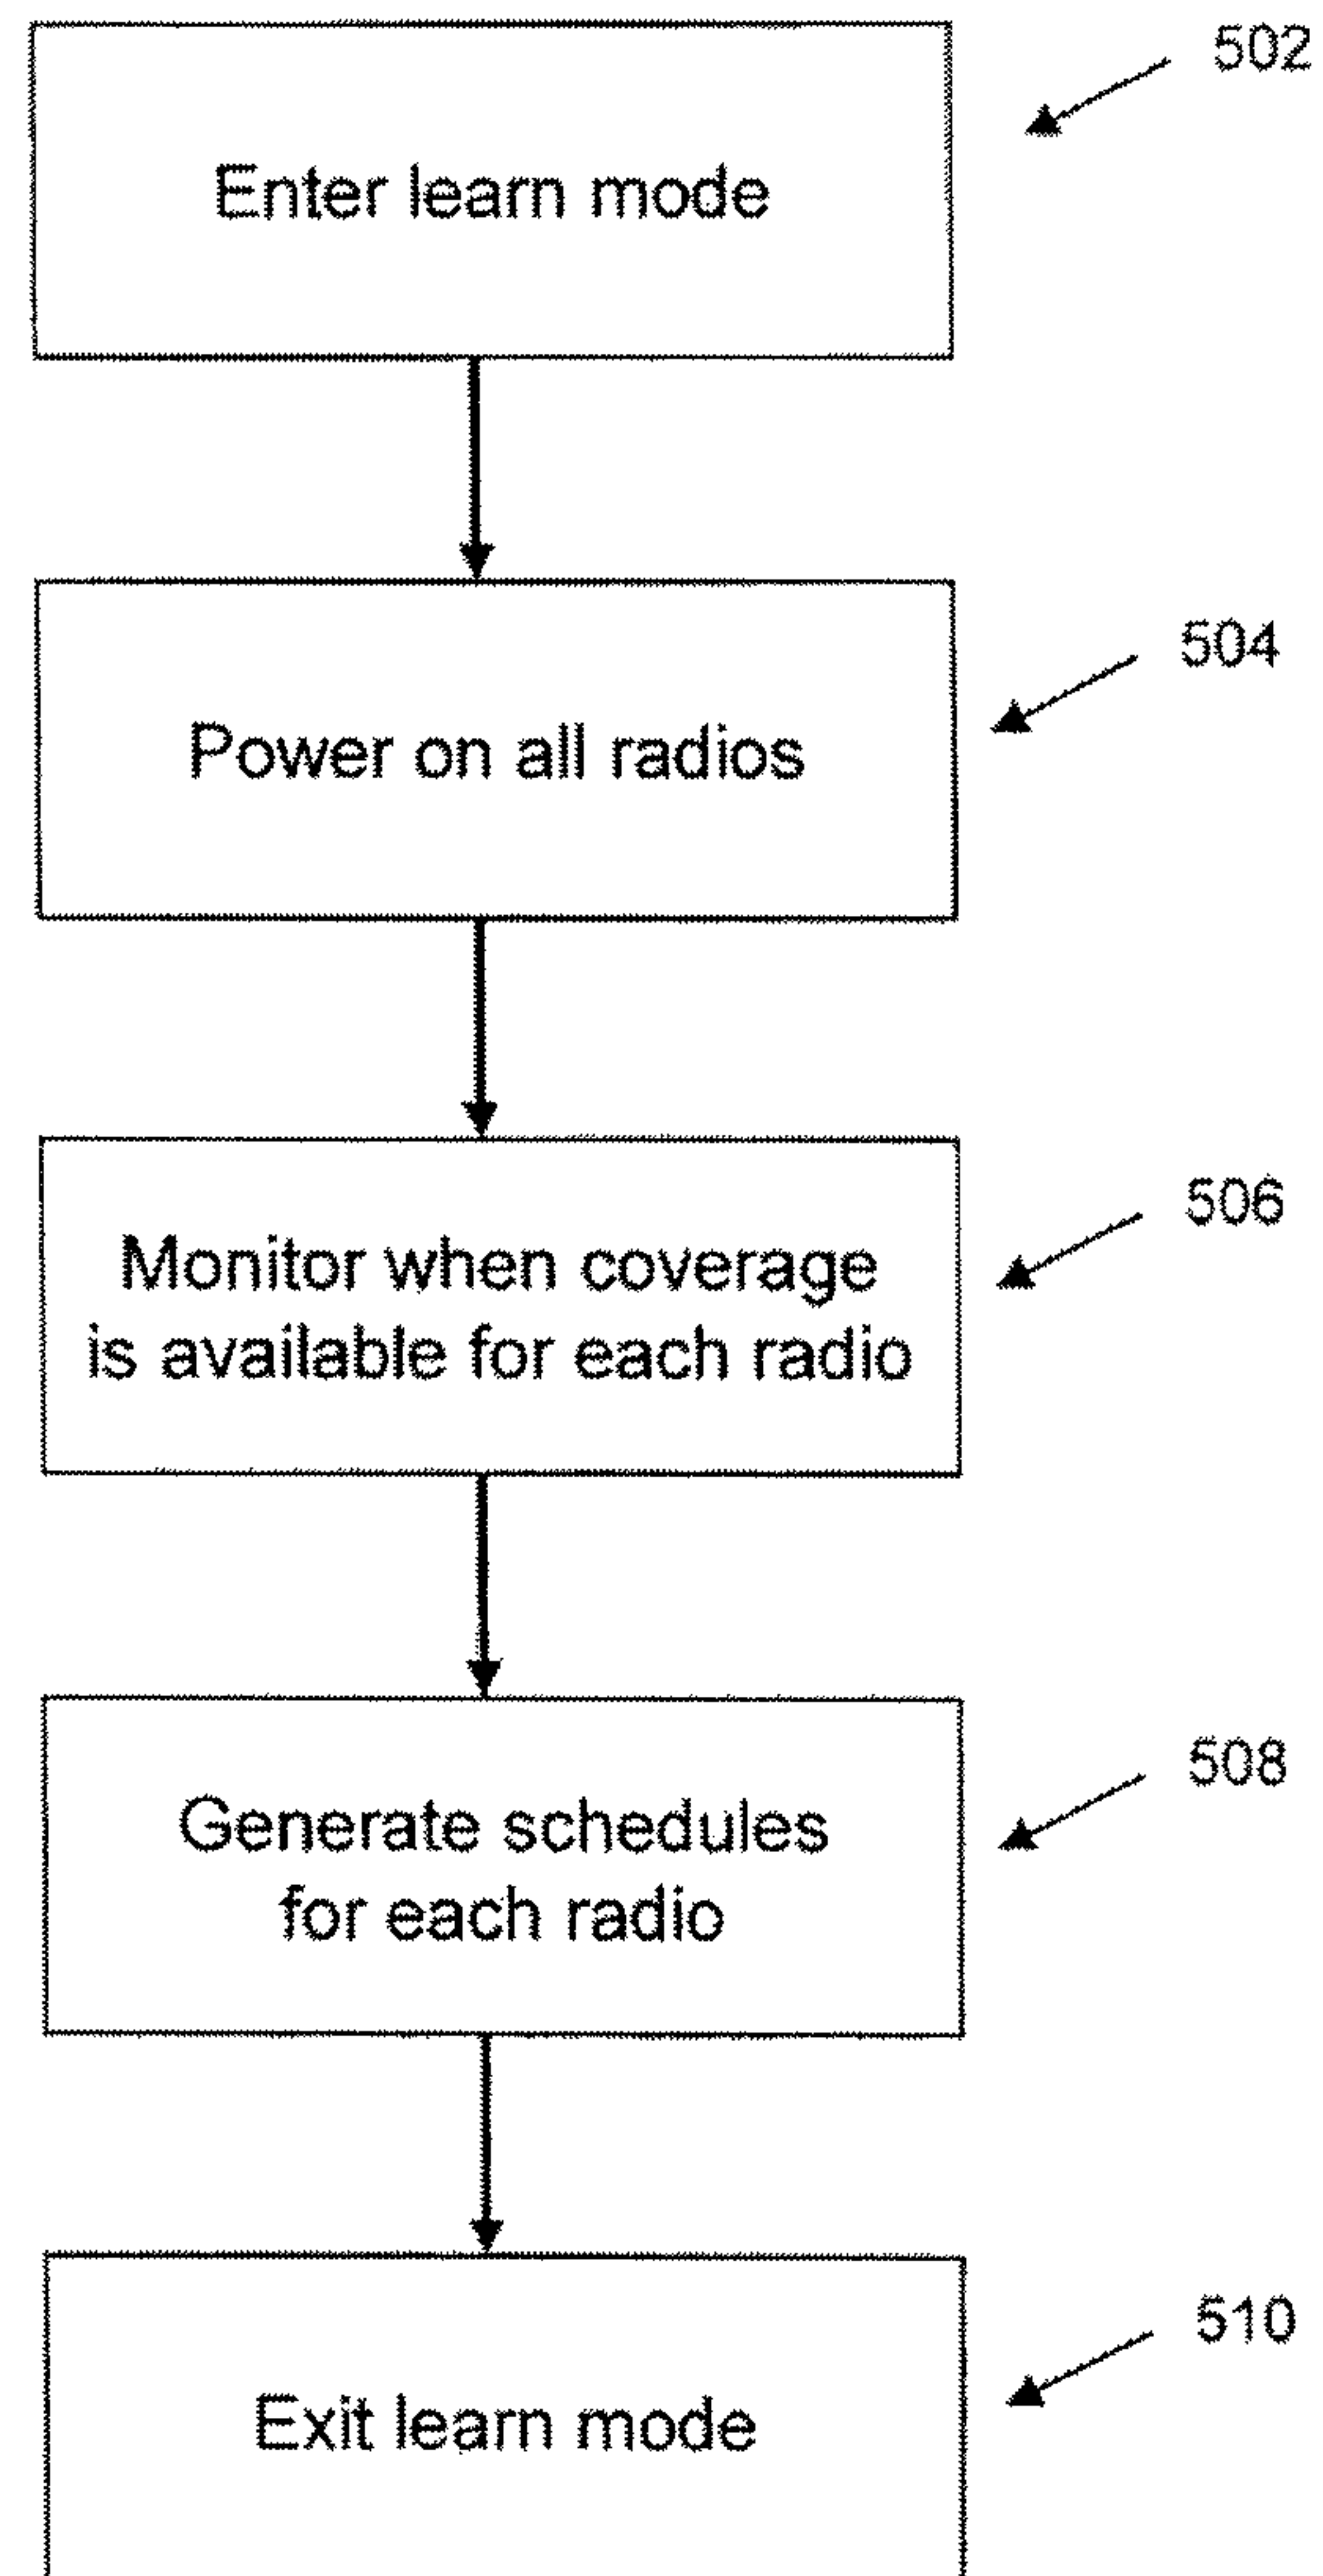 502
Enter learn mode
504
Power on all radios
506
Monitor when coverage
is available for each radio
508
Generate schedules
for each radio
510
Exit learn mode